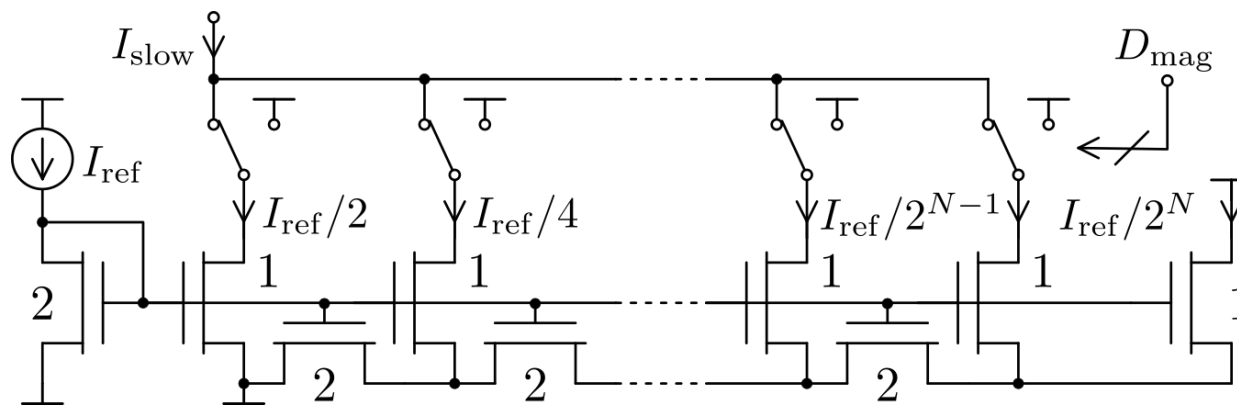 I_slow
D_mag
I_ref
I_ref/2
I_ref/4
I_ref/2^{N−1}
I_ref/2^N
2
1
1
1
1
1
2
2
2